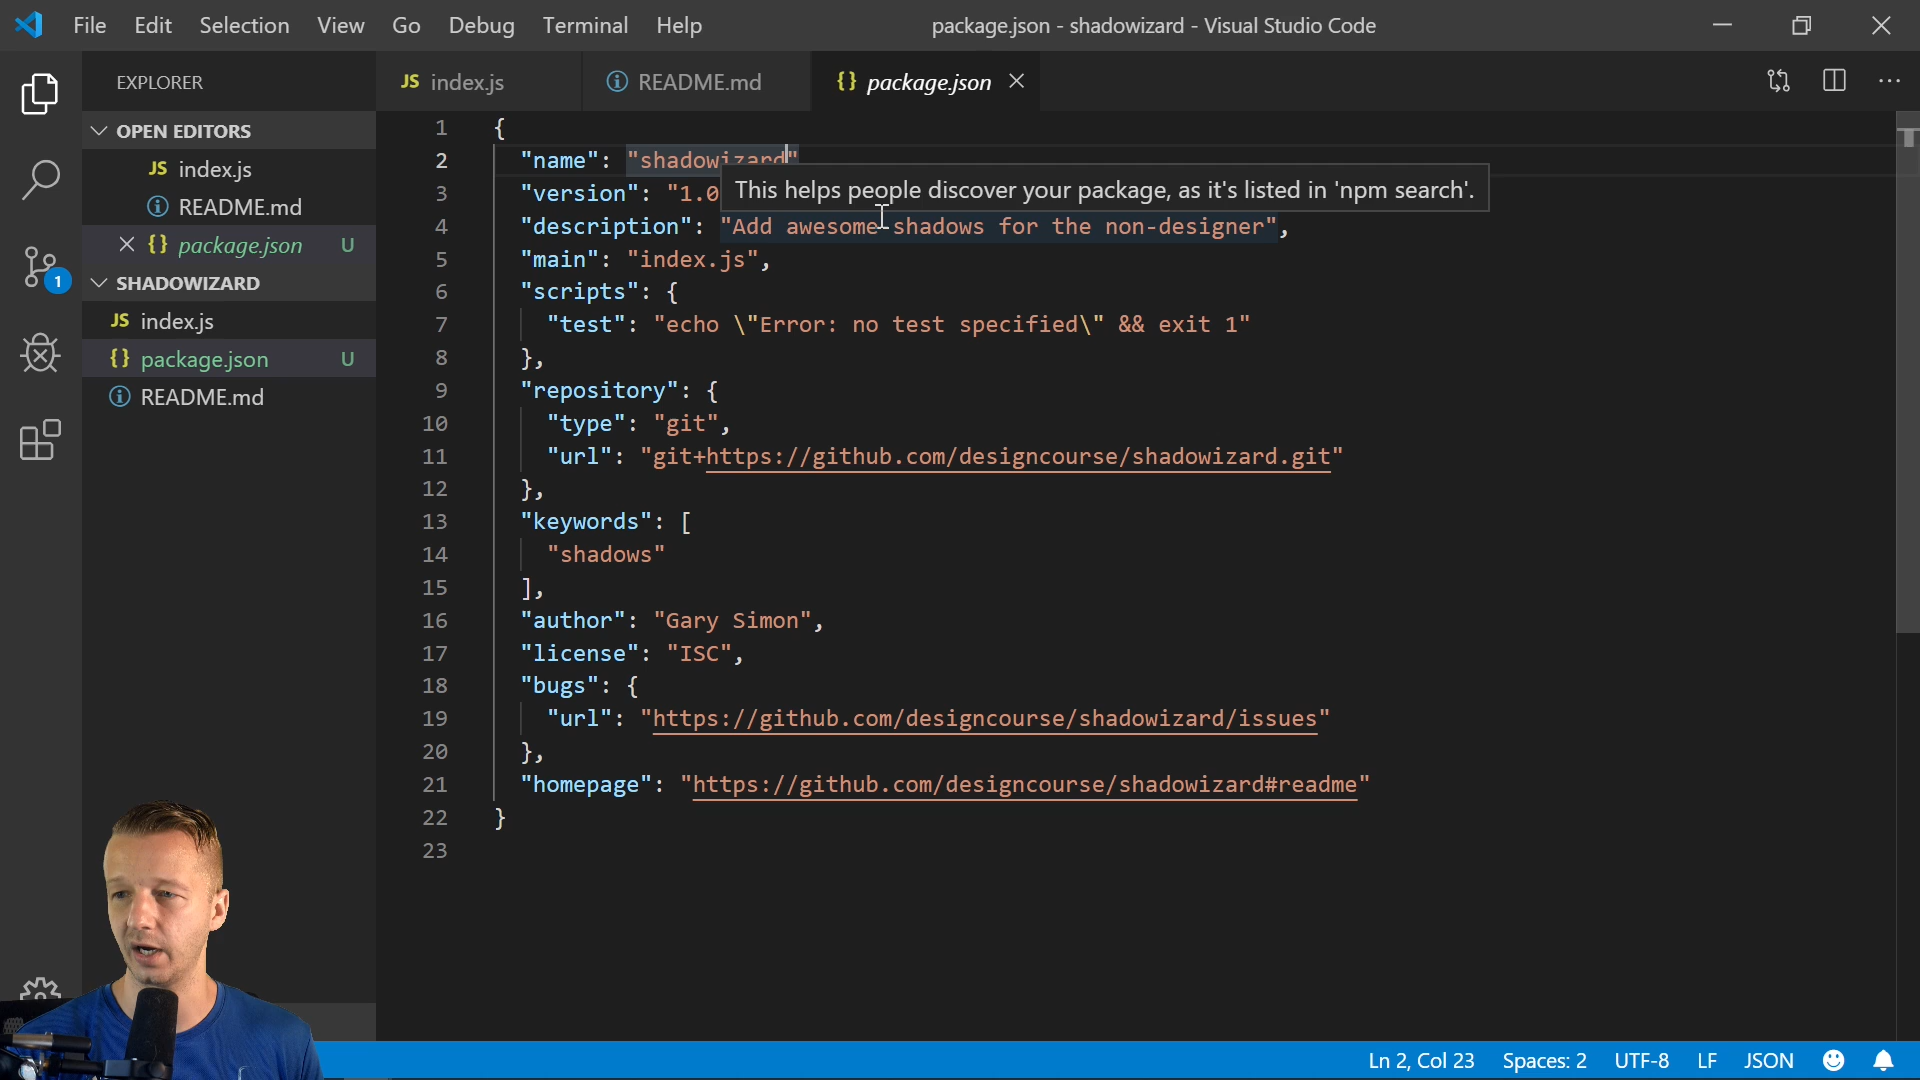 File Edit Selection View Go Debug Terminal Help
package.json - shadowizard - Visual Studio Code
EXPLORER
OPEN EDITORS
JS index.js
README.md
{} package.json U
SHADOWIZARD
JS index.js
{} package.json U
README.md
1
JS index.js
README.md
{} package.json
1 {
2 "name": "shadowizard"
3 "version": "1.0
This helps people discover your package, as it's listed in 'npm search'.
4 "description": "Add awesome shadows for the non-designer",
5 "main": "index.js",
6 "scripts": {
7 "test": "echo \"Error: no test specified\" && exit 1"
8 },
9 "repository": {
10 "type": "git",
11 "url": "git+https://github.com/designcourse/shadowizard.git"
12 },
13 "keywords": [
14 "shadows"
15 ],
16 "author": "Gary Simon",
17 "license": "ISC",
18 "bugs": {
19 "url": "https://github.com/designcourse/shadowizard/issues"
20 },
21 "homepage": "https://github.com/designcourse/shadowizard#readme"
22 }
23
Ln 2, Col 23 Spaces: 2 UTF-8 LF JSON